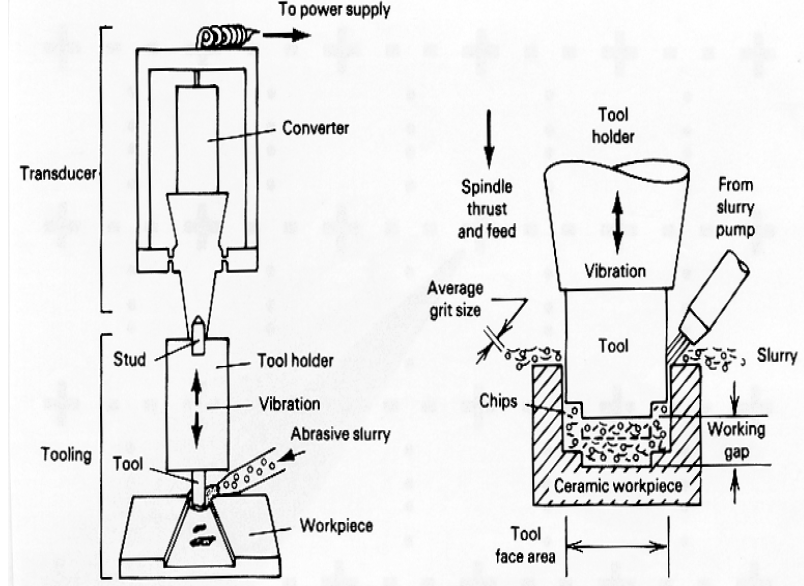 To power supply
Converter
Transducer
Stud
Tool holder
Vibration
Abrasive slurry
Tooling
Tool
Workpiece
Tool
holder
Spindle
thrust
and feed
From
slurry
pump
Vibration
Average
grit size
Tool
Slurry
Chips
Working
gap
Ceramic workpiece
Tool
face area